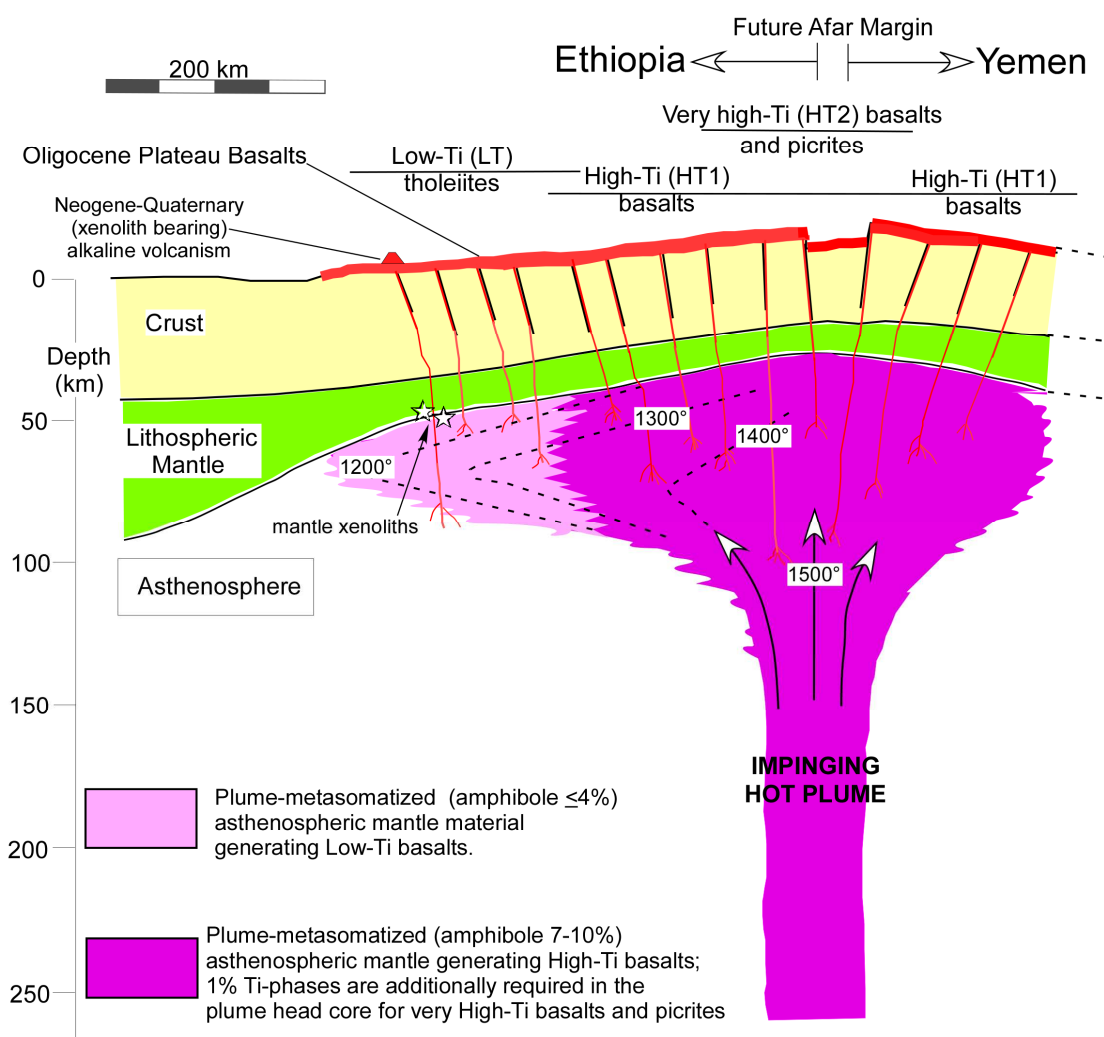 Future Afar Margin
Ethiopia
Yemen
200 km
Very high-Ti (HT2) basalts
and picrites
Oligocene Plateau Basalts
Low-Ti (LT)
tholeiites
High-Ti (HT1)
basalts
High-Ti (HT1)
basalts
Neogene-Quaternary
(xenolith bearing)
alkaline volcanism
0
Crust
Depth
(km)
50
Lithospheric
Mantle
1200°
1300°
1400°
mantle xenoliths
100
Asthenosphere
1500°
150
IMPINGING
HOT PLUME
Plume-metasomatized (amphibole ≤4%)
asthenospheric mantle material
generating Low-Ti basalts.
200
Plume-metasomatized (amphibole 7-10%)
asthenospheric mantle generating High-Ti basalts;
1% Ti-phases are additionally required in the
plume head core for very High-Ti basalts and picrites
250